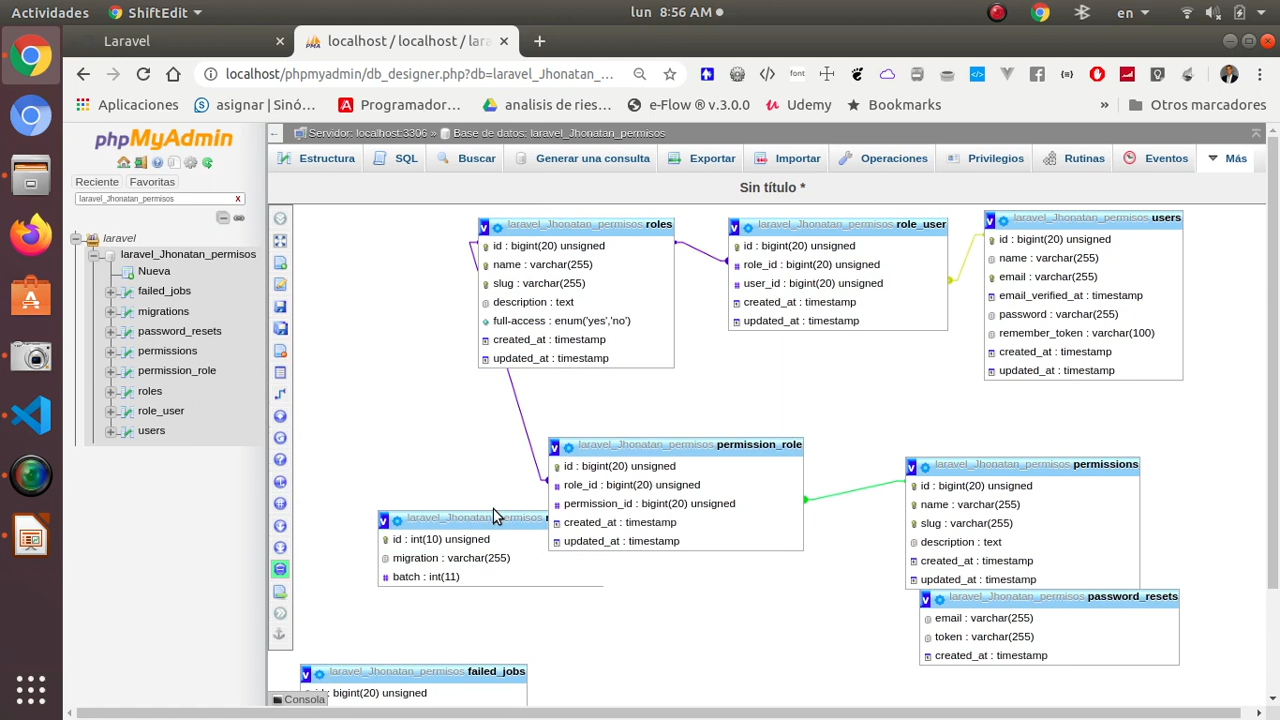 Actividades
ShiftEdit
lun 8:56 AM
en
Laravel
localhost / localhost / lara
localhost/phpmyadmin/db_designer.php?db=laravel_Jhonatan_...
Aplicaciones
asignar (Sinó...
Programador...
analisis de ries...
e-Flow ® v.3.0.0
Udemy
Bookmarks
»
Otros marcadores
phpMyAdmin
Reciente
Favoritas
laravel_Jhonatan_permisos
X
laravel
laravel_Jhonatan_permisos
Nueva
failed_jobs
migrations
password_resets
permissions
permission_role
roles
role_user
users
Servidor: localhost:3306 » Base de datos: laravel_Jhonatan_permisos
Estructura
SQL
Buscar
Generar una consulta
Exportar
Importar
Operaciones
Privilegios
Rutinas
Eventos
Más
Sin título *
laravel_Jhonatan_permisos roles
id : bigint(20) unsigned
name : varchar(255)
slug : varchar(255)
description : text
full-access : enum('yes','no')
created_at : timestamp
updated_at : timestamp
laravel_Jhonatan_permisos role_user
id : bigint(20) unsigned
role_id : bigint(20) unsigned
user_id : bigint(20) unsigned
created_at : timestamp
updated_at : timestamp
laravel_Jhonatan_permisos users
id : bigint(20) unsigned
name : varchar(255)
email : varchar(255)
email_verified_at : timestamp
password : varchar(255)
remember_token : varchar(100)
created_at : timestamp
updated_at : timestamp
laravel_Jhonatan_permisos permission_role
id : bigint(20) unsigned
role_id : bigint(20) unsigned
permission_id : bigint(20) unsigned
created_at : timestamp
updated_at : timestamp
laravel_Jhonatan_permisos permissions
id : bigint(20) unsigned
name : varchar(255)
slug : varchar(255)
description : text
created_at : timestamp
updated_at : timestamp
laravel_Jhonatan_permisos
id : int(10) unsigned
migration : varchar(255)
batch : int(11)
laravel_Jhonatan_permisos password_resets
email : varchar(255)
token : varchar(255)
created_at : timestamp
laravel_Jhonatan_permisos failed_jobs
id : bigint(20) unsigned
Consola